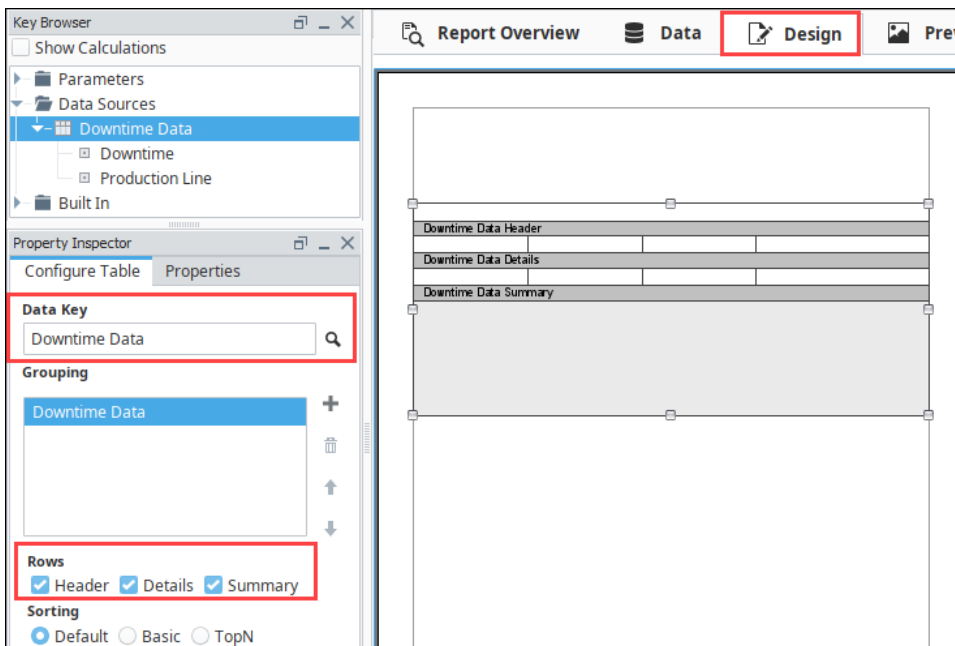 Key Browser
Show Calculations
Parameters
Data Sources
Downtime Data
Downtime
Production Line
Built In
Property Inspector
Configure Table Properties
Data Key
Downtime Data
Grouping
Downtime Data
Rows
Header Details Summary
Sorting
Default Basic TopN
Report Overview Data Design Prev
Downtime Data Header
Downtime Data Details
Downtime Data Summary